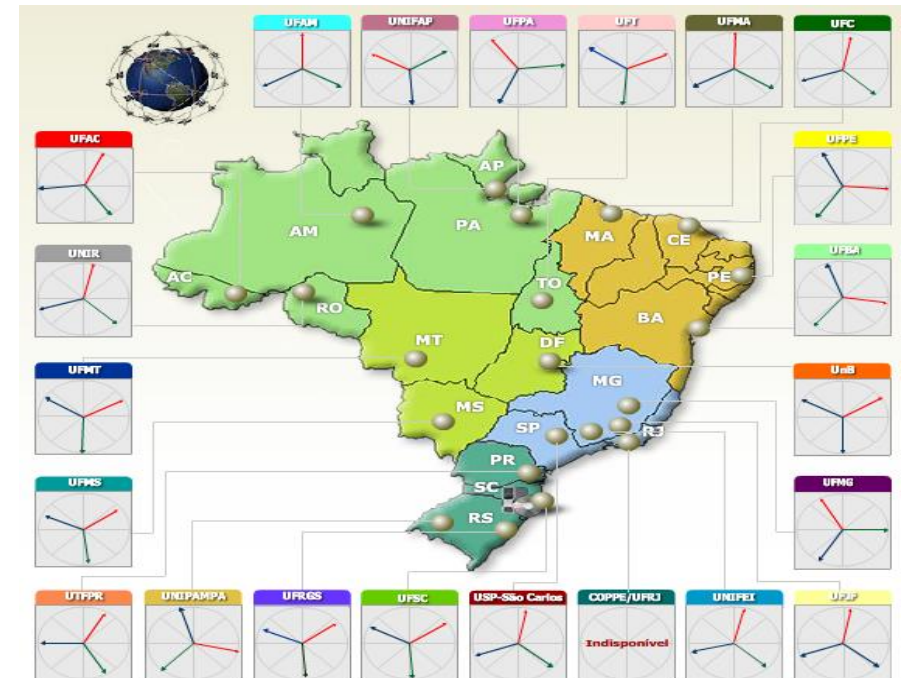 UFAM
UNIFAP
UFPA
UFT
UFMA
UFC
UFAC
UFPE
UNIR
UFBA
UFMT
UnB
UFMS
UFMG
AP
AM
PA
MA
CE
AC
TO
PE
RO
BA
MT
DF
MG
MS
SP
RJ
PR
SC
RS
UTFPR
UNIPAMPA
UFRGS
UFSC
USP-São Carlos
COPPE/UFRJ
UNIFEI
UFJF
Indisponível